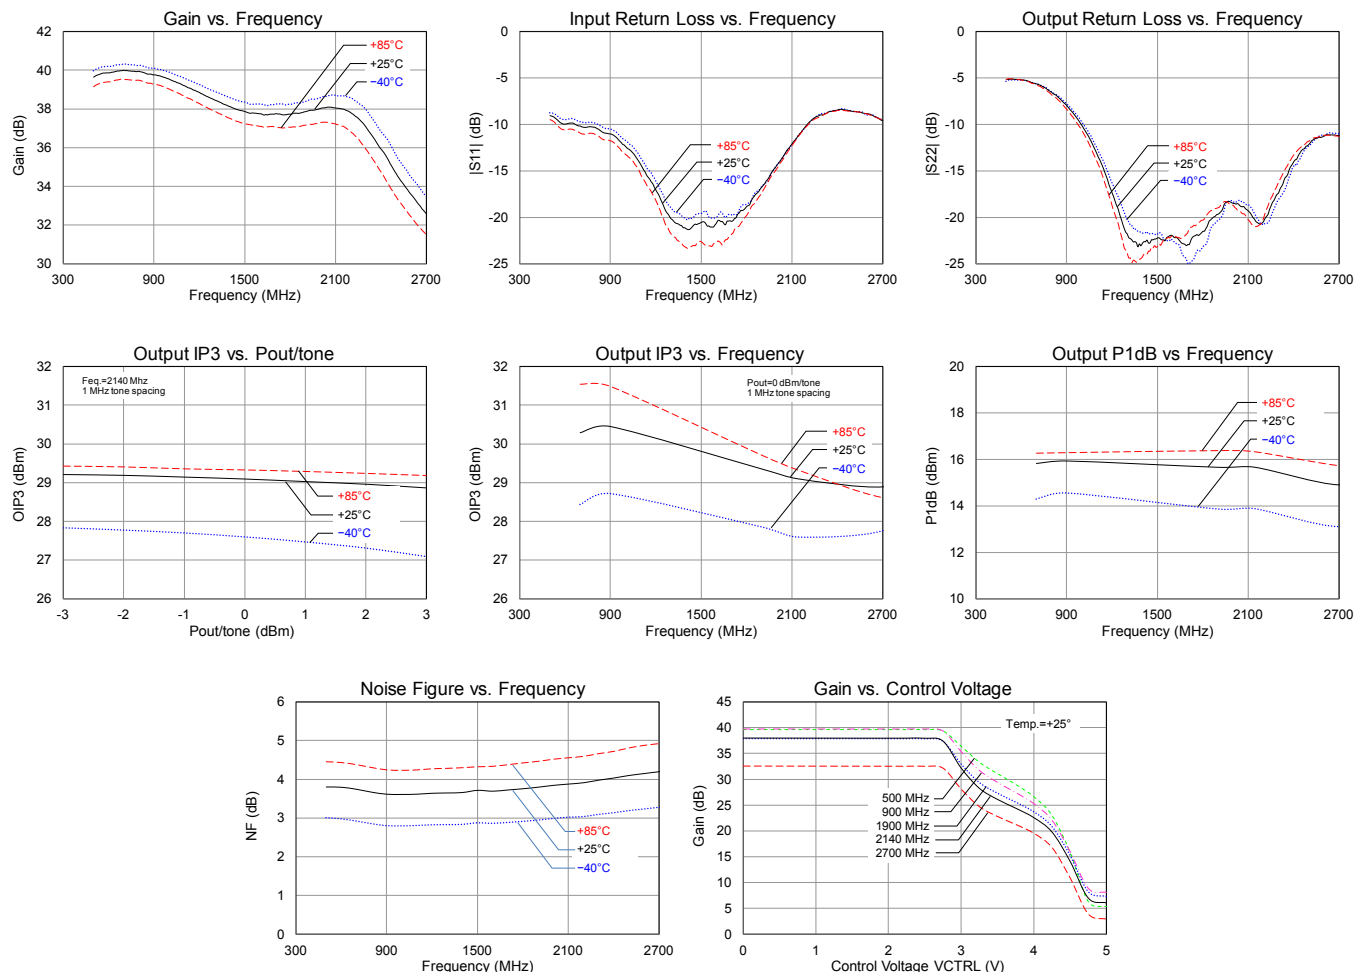 Gain vs. Frequency
42
40
38
36
34
32
30
Gain (dB)
+85°C
+25°C
−40°C
300
900
1500
2100
2700
Frequency (MHz)
Input Return Loss vs. Frequency
0
-5
-10
-15
-20
-25
|S11| (dB)
+85°C
+25°C
−40°C
300
900
1500
2100
2700
Frequency (MHz)
Output Return Loss vs. Frequency
0
-5
-10
-15
-20
-25
|S22| (dB)
+85°C
+25°C
−40°C
300
900
1500
2100
2700
Frequency (MHz)
Output IP3 vs. Pout/tone
32
31
30
29
28
27
26
OIP3 (dBm)
Feq.=2140 Mhz
1 MHz tone spacing
+85°C
+25°C
−40°C
-3
-2
-1
0
1
2
3
Pout/tone (dBm)
Output IP3 vs. Frequency
32
31
30
29
28
27
26
OIP3 (dBm)
Pout=0 dBm/tone
1 MHz tone spacing
+85°C
+25°C
−40°C
300
900
1500
2100
2700
Frequency (MHz)
Output P1dB vs Frequency
20
18
16
14
12
10
P1dB (dBm)
+85°C
+25°C
−40°C
300
900
1500
2100
2700
Frequency (MHz)
Noise Figure vs. Frequency
6
5
4
3
2
1
0
NF (dB)
+85°C
+25°C
−40°C
300
900
1500
2100
2700
Frequency (MHz)
Gain vs. Control Voltage
45
40
35
30
25
20
15
10
5
0
Gain (dB)
Temp.=+25°
500 MHz
900 MHz
1900 MHz
2140 MHz
2700 MHz
0
1
2
3
4
5
Control Voltage VCTRL (V)